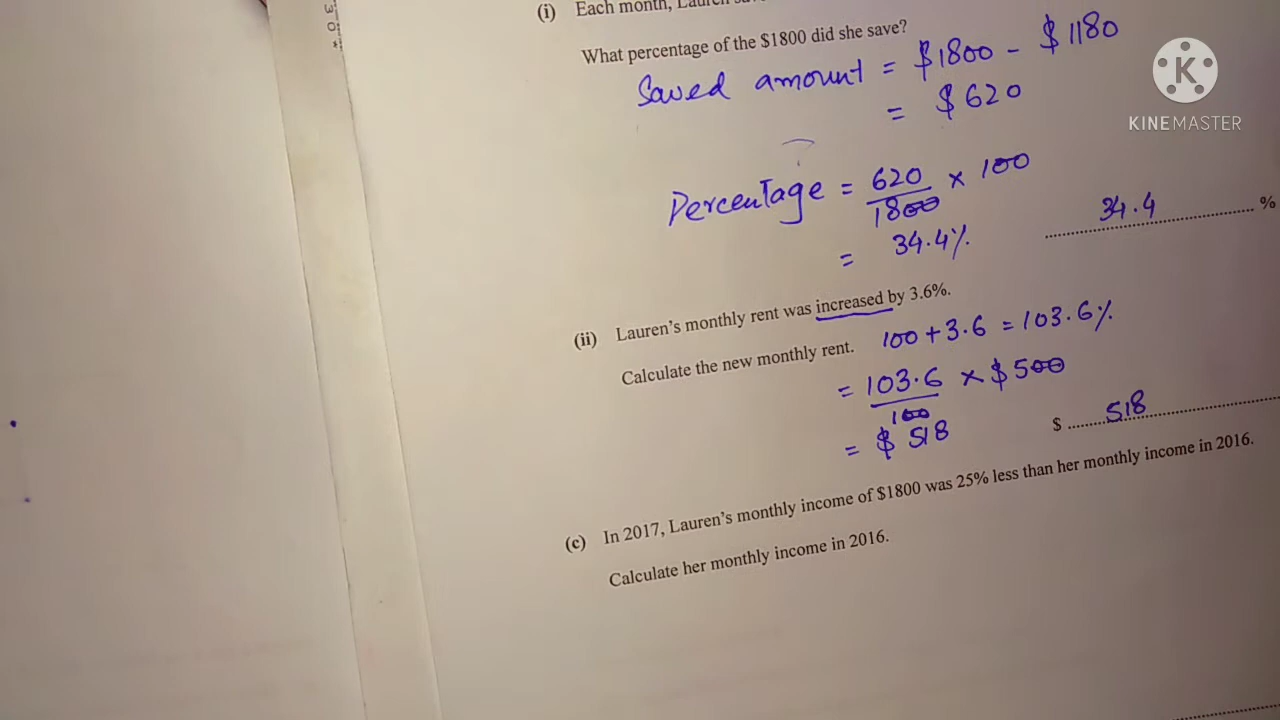 (i) Each month, Lauren
What percentage of the $1800 did she save?
Saved amount = $1800 - $1180
= $620
Percentage = 620/1800 × 100
= 34.4%
34.4 %
(ii) Lauren's monthly rent was increased by 3.6%.
Calculate the new monthly rent. 100 + 3.6 = 103.6%
= 103.6/100 × $500
= $518
$ 518
(c) In 2017, Lauren's monthly income of $1800 was 25% less than her monthly income in 2016.
Calculate her monthly income in 2016.
K
KINEMASTER